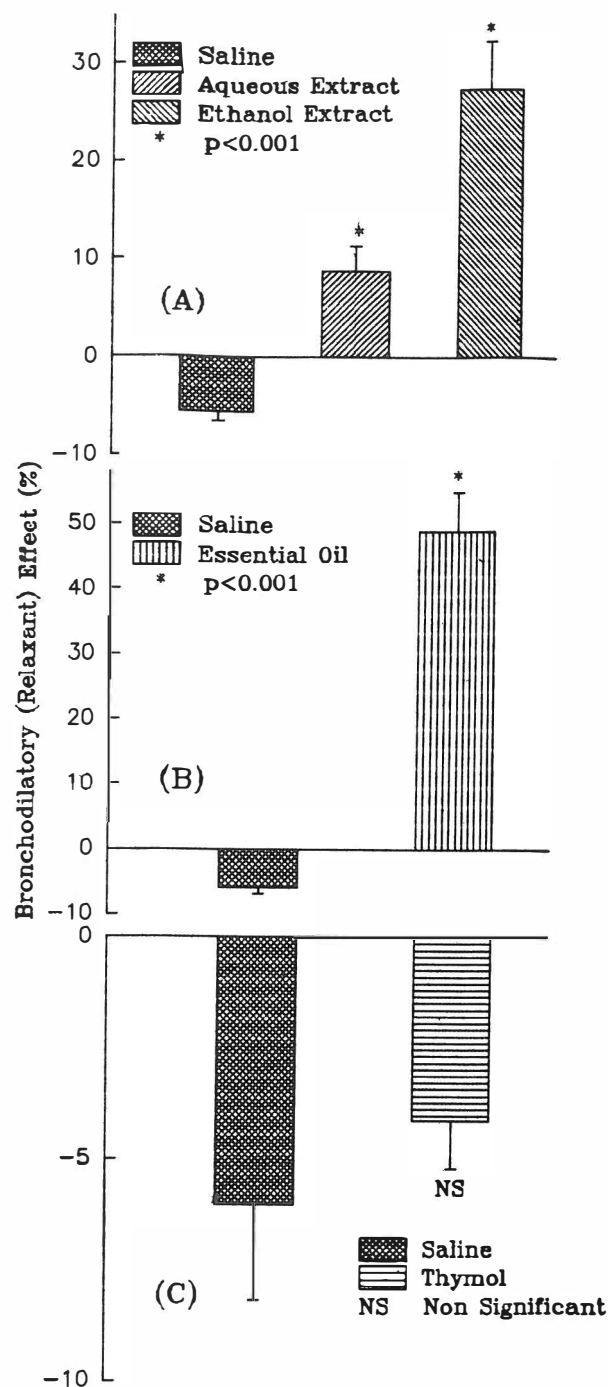 Bronchodilatory (Relaxant) Effect (%)
30
20
10
0
-10
Saline
Aqueous Extract
Ethanol Extract
* p<0.001
*
*
(A)
50
40
30
20
10
0
-10
Saline
Essential Oil
* p<0.001
*
(B)
0
-5
-10
NS
Saline
Thymol
NS Non Significant
(C)